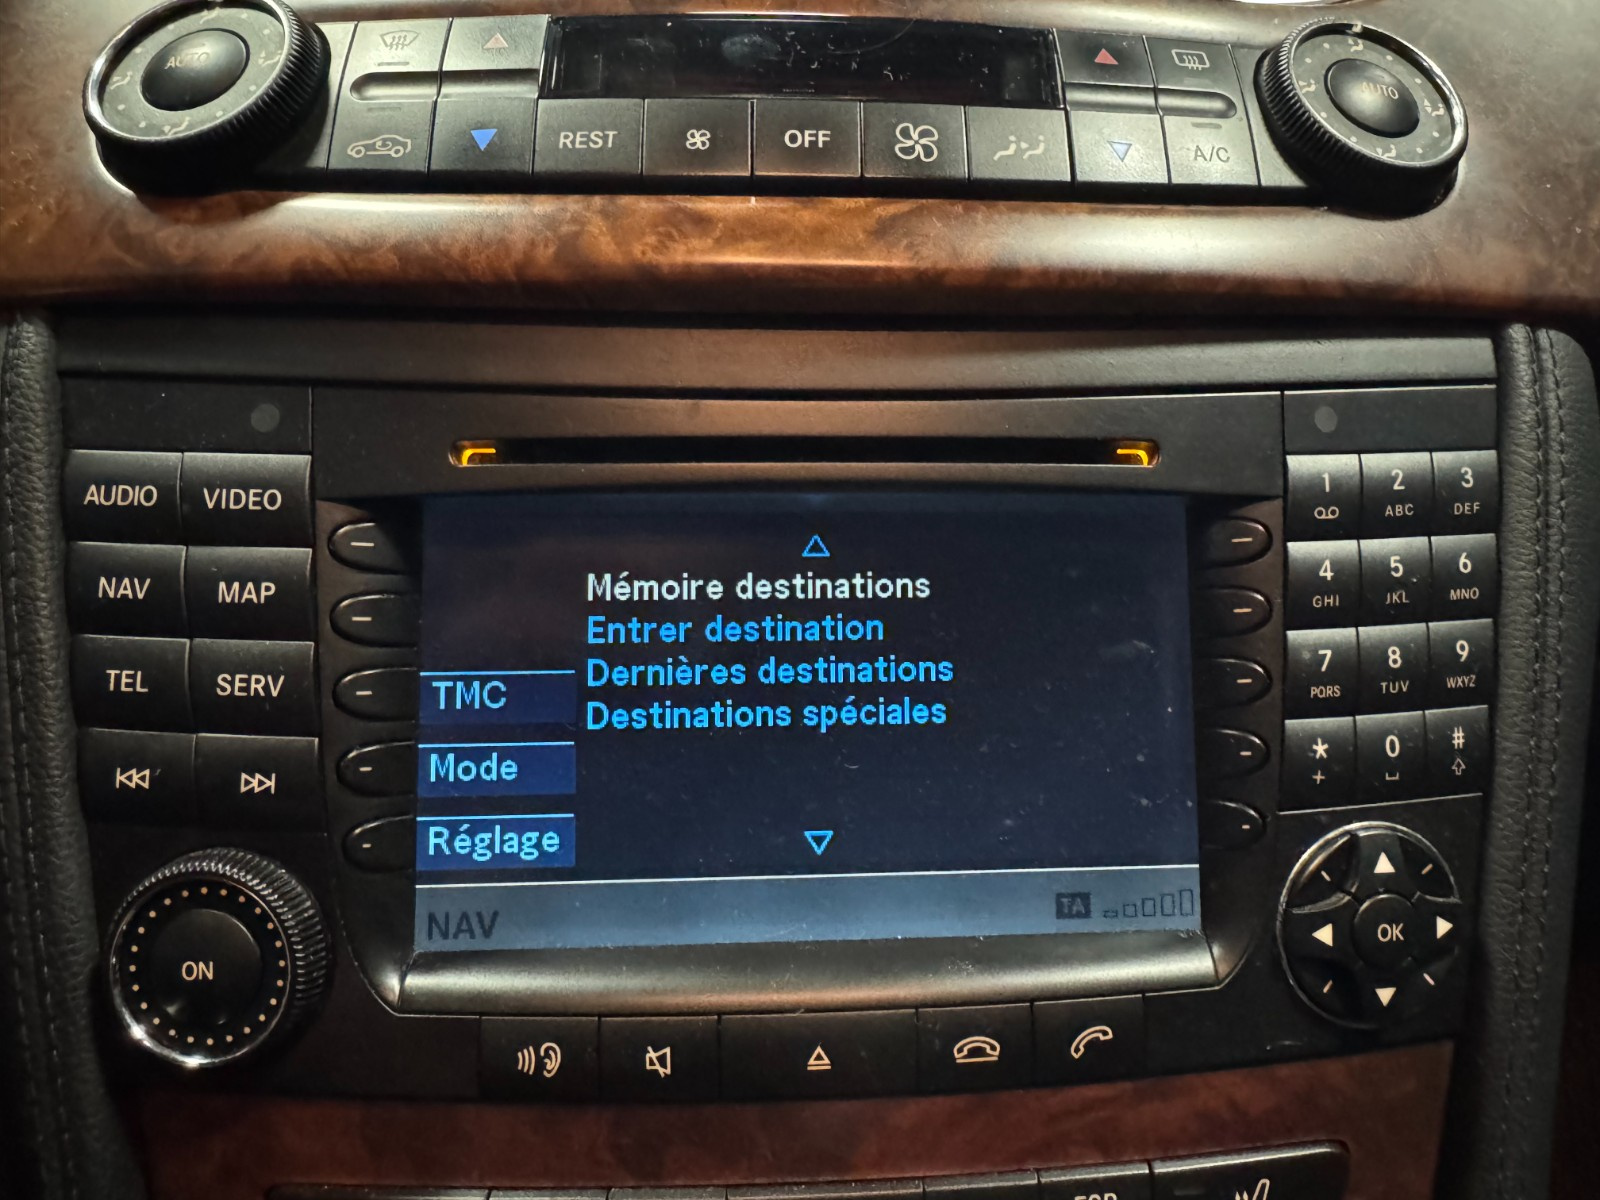 AUTO
AUTO
REST
OFF
A/C
AUDIO
VIDEO
NAV
MAP
TEL
SERV
ON
Mémoire destinations
Entrer destination
Dernières destinations
Destinations spéciales
TMC
Mode
Réglage
NAV
TA
1
2 ABC
3 DEF
4 GHI
5 JKL
6 MNO
7 PQRS
8 TUV
9 WXYZ
* +
0
#
OK